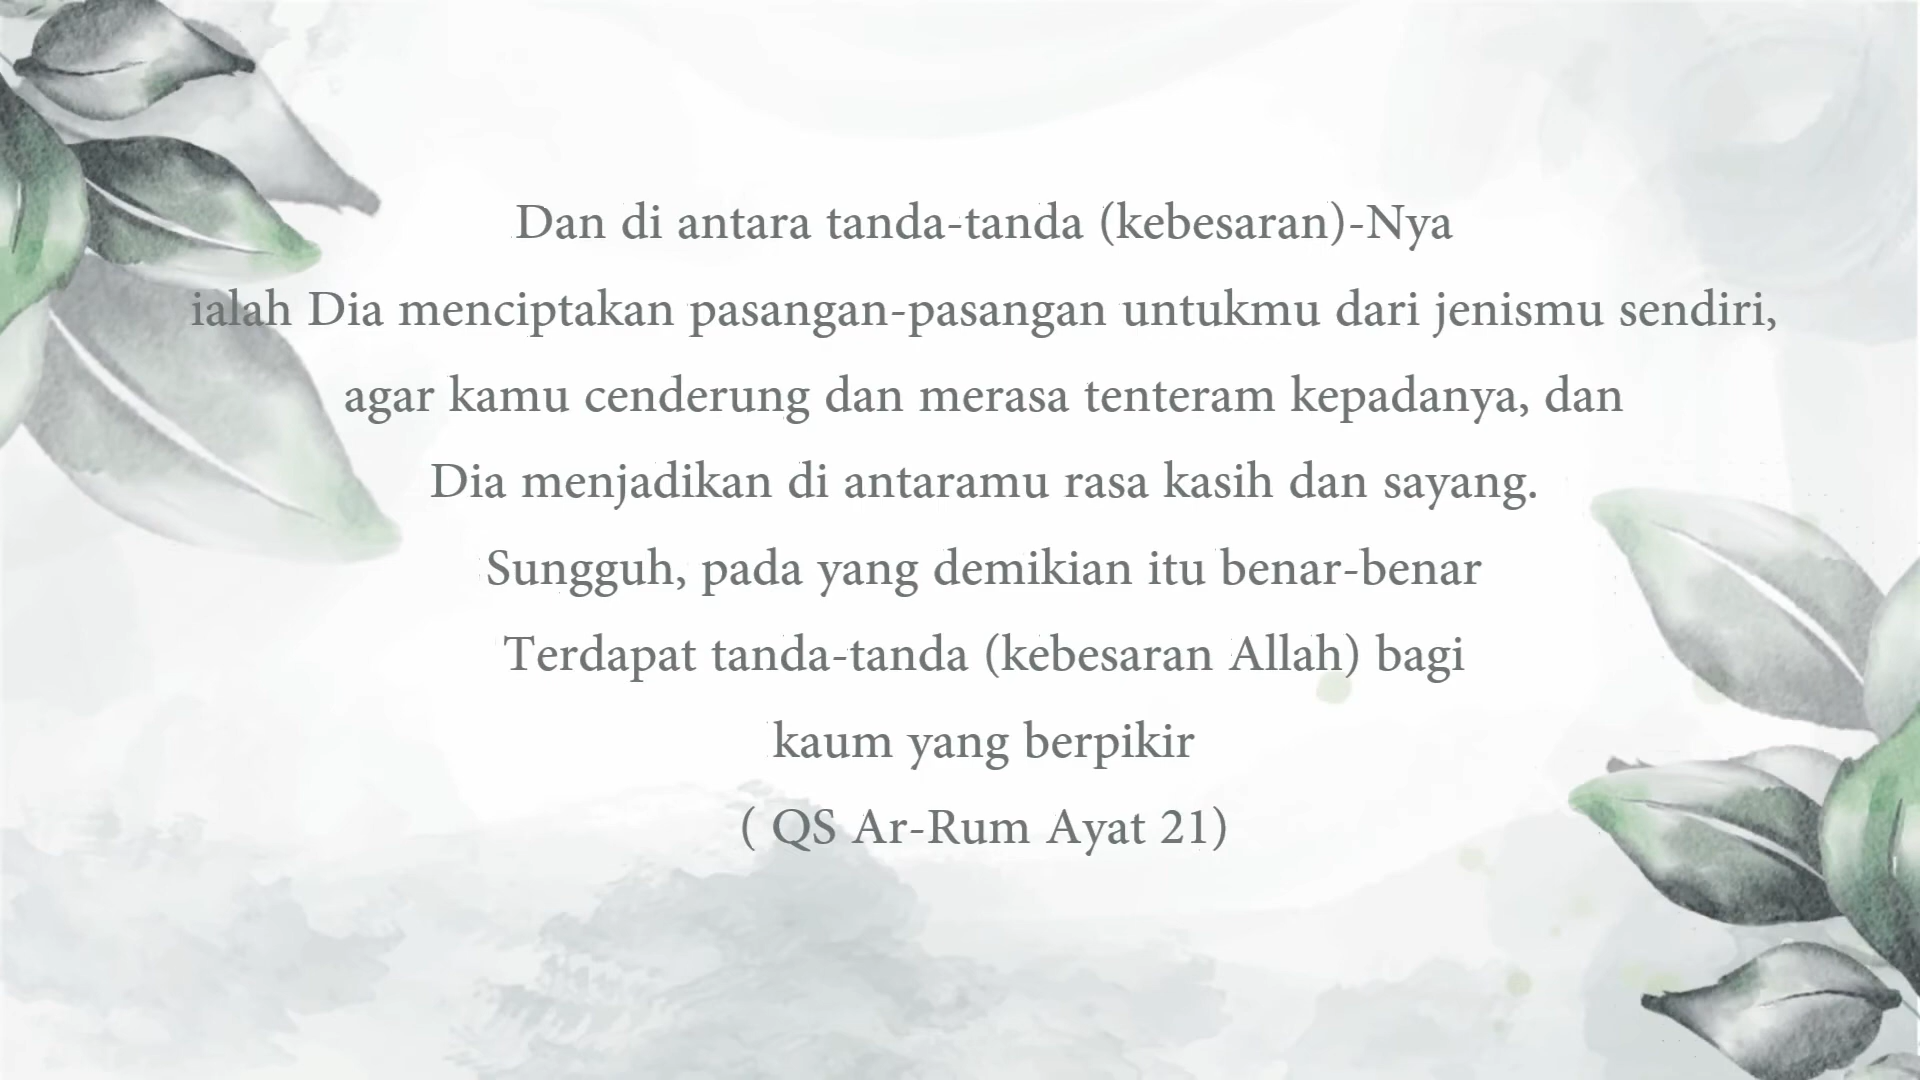 Dan di antara tanda-tanda (kebesaran)-Nya
ialah Dia menciptakan pasangan-pasangan untukmu dari jenismu sendiri,
agar kamu cenderung dan merasa tenteram kepadanya, dan
Dia menjadikan di antaramu rasa kasih dan sayang.
Sungguh, pada yang demikian itu benar-benar
Terdapat tanda-tanda (kebesaran Allah) bagi
kaum yang berpikir
( QS Ar-Rum Ayat 21)